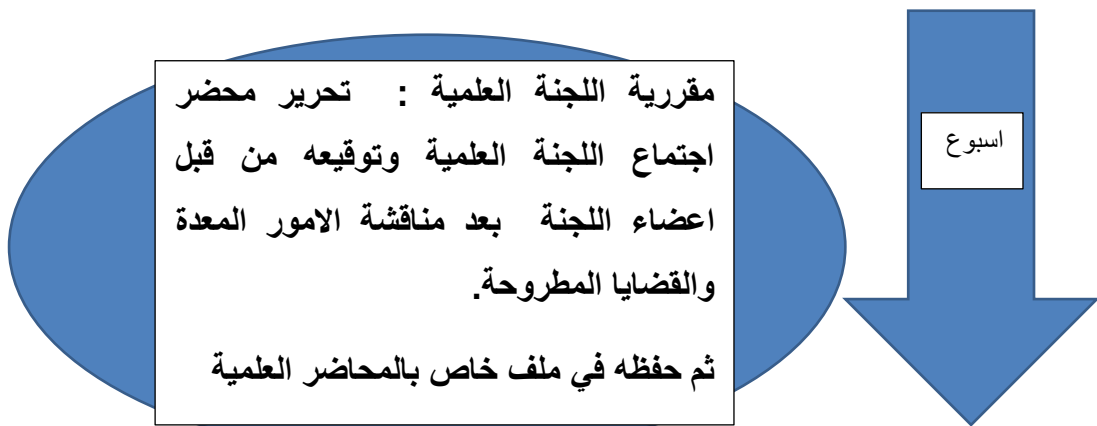 مقررية اللجنة العلمية : تحرير محضر
اجتماع اللجنة العلمية وتوقيعه من قبل
اعضاء اللجنة بعد مناقشة الامور المعدة
والقضايا المطروحة.
ثم حفظه في ملف خاص بالمحاضر العلمية
اسبوع